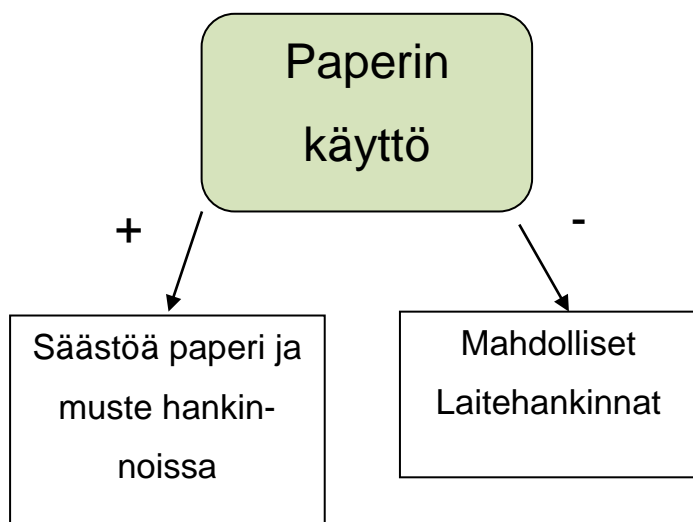 Paperin
käyttö
+
-
Säästöä paperi ja
muste hankin-
noissa
Mahdolliset
Laitehankinnat